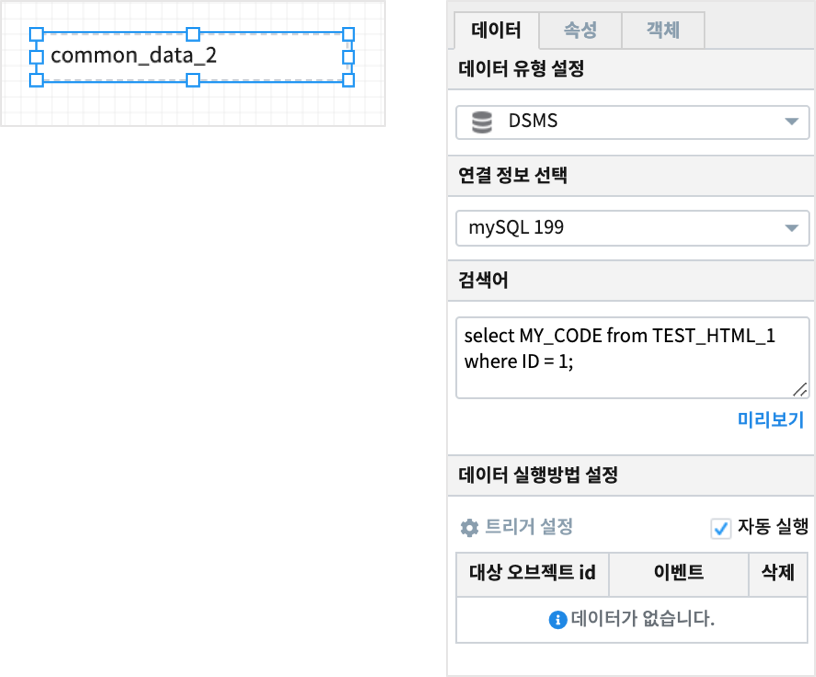 common_data_2
데이터 속성 객체
데이터 유형 설정
DSMS
연결 정보 선택
mySQL 199
검색어
select MY_CODE from TEST_HTML_1
where ID = 1;
미리보기
데이터 실행방법 설정
트리거 설정 자동 실행
대상 오브젝트 id 이벤트 삭제
데이터가 없습니다.